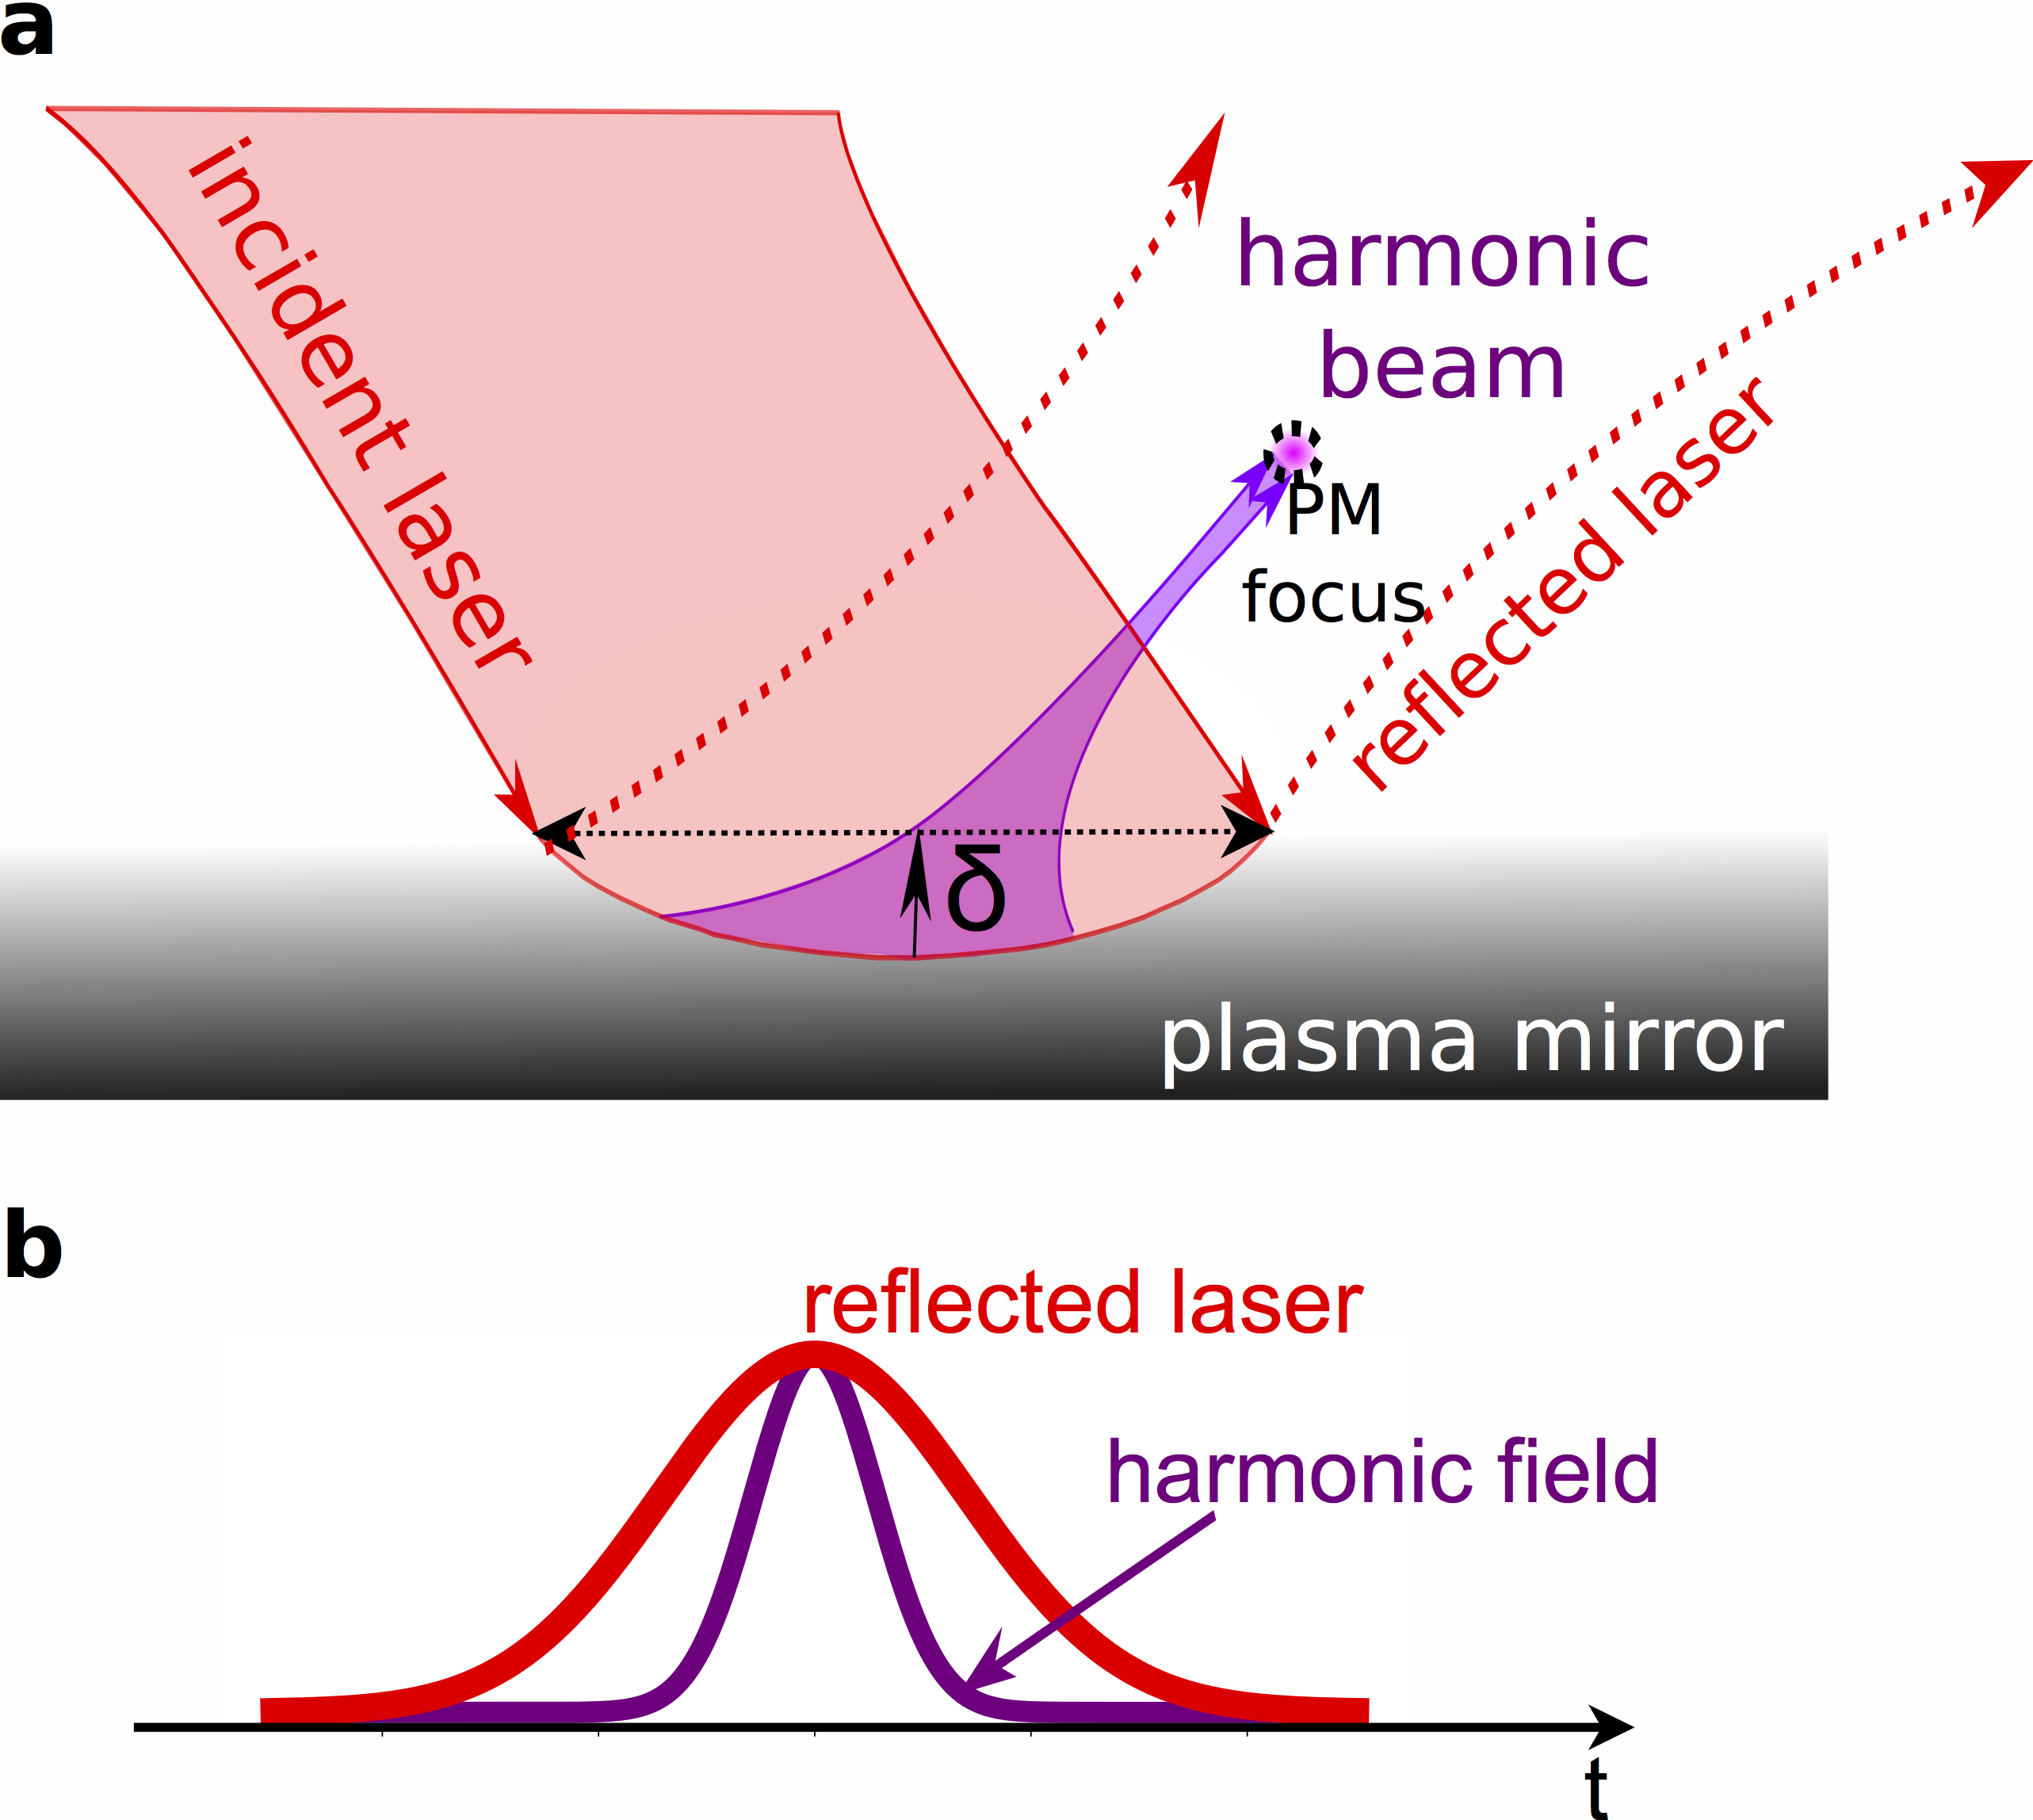 a
incident laser
harmonic
beam
PM
focus
reflected laser
δ
plasma mirror
b
reflected laser
harmonic field
t